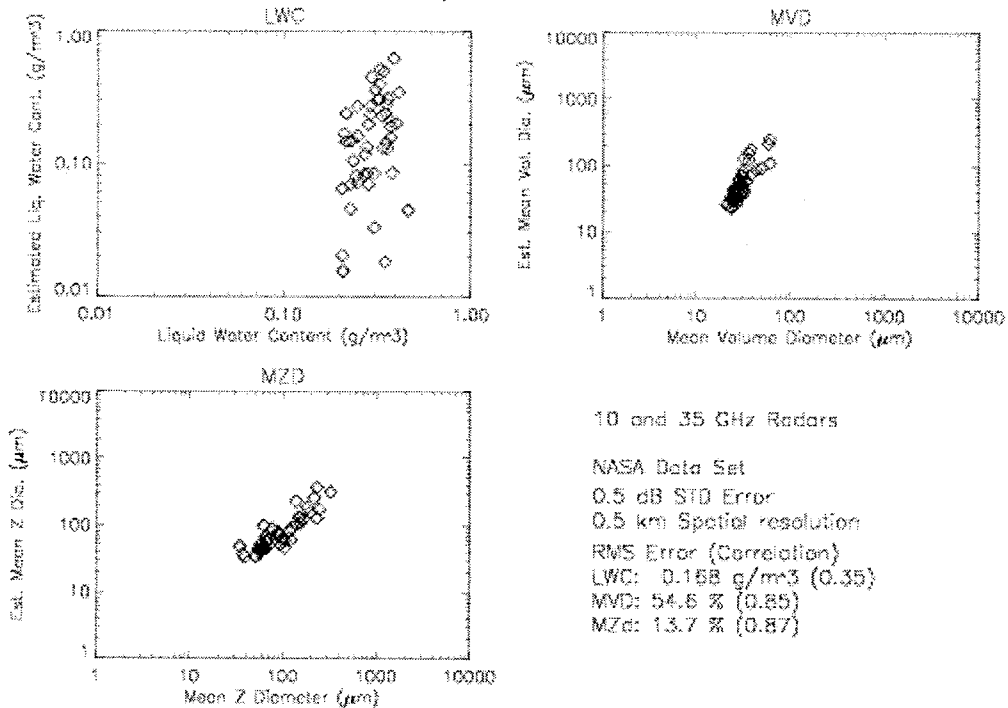 LWC
Estimated Liq. Water Cont. (g/m^3)
1.00
0.10
0.01
0.01
0.10
1.00
Liquid Water Content (g/m^3)
MVD
Est. Mean Vol. Dia. (μm)
10000
1000
100
10
1
1
10
100
1000
10000
Mean Volume Diameter (μm)
MZD
Est. Mean Z Dia. (μm)
10000
1000
100
10
1
1
10
100
1000
10000
Mean Z Diameter (μm)
10 and 35 GHz Radars
NASA Data Set
0.5 dB STD Error
0.5 km Spatial resolution
RMS Error (Correlation)
LWC: 0.168 g/m^3 (0.35)
MVD: 54.6 % (0.85)
MZd: 13.7 % (0.87)